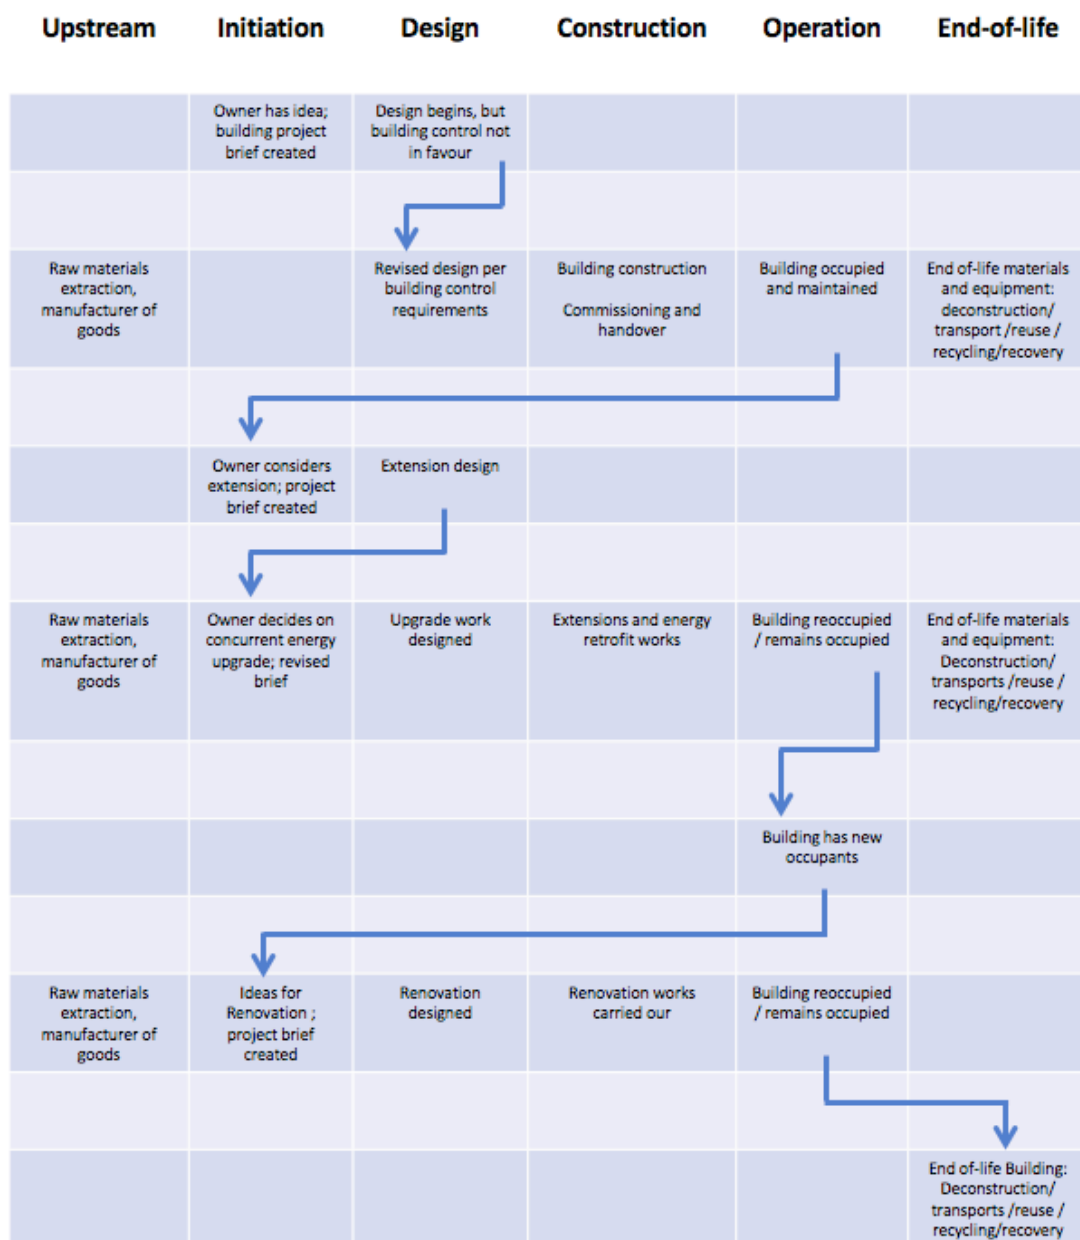 Upstream Initiation Design Construction Operation End-of-life
Owner has idea;
building project
brief created
Design begins, but
building control not
in favour
Raw materials
extraction,
manufacturer of
goods
Revised design per
building control
requirements
Building construction
Commissioning and
handover
Building occupied
and maintained
End of-life materials
and equipment:
deconstruction/
transport /reuse /
recycling/recovery
Owner considers
extension; project
brief created
Extension design
Raw materials
extraction,
manufacturer of
goods
Owner decides on
concurrent energy
upgrade; revised
brief
Upgrade work
designed
Extensions and energy
retrofit works
Building reoccupied
/ remains occupied
End of-life materials
and equipment:
Deconstruction/
transports /reuse /
recycling/recovery
Building has new
occupants
Raw materials
extraction,
manufacturer of
goods
Ideas for
Renovation ;
project brief
created
Renovation
designed
Renovation works
carried our
Building reoccupied
/ remains occupied
End of-life Building:
Deconstruction/
transports /reuse /
recycling/recovery